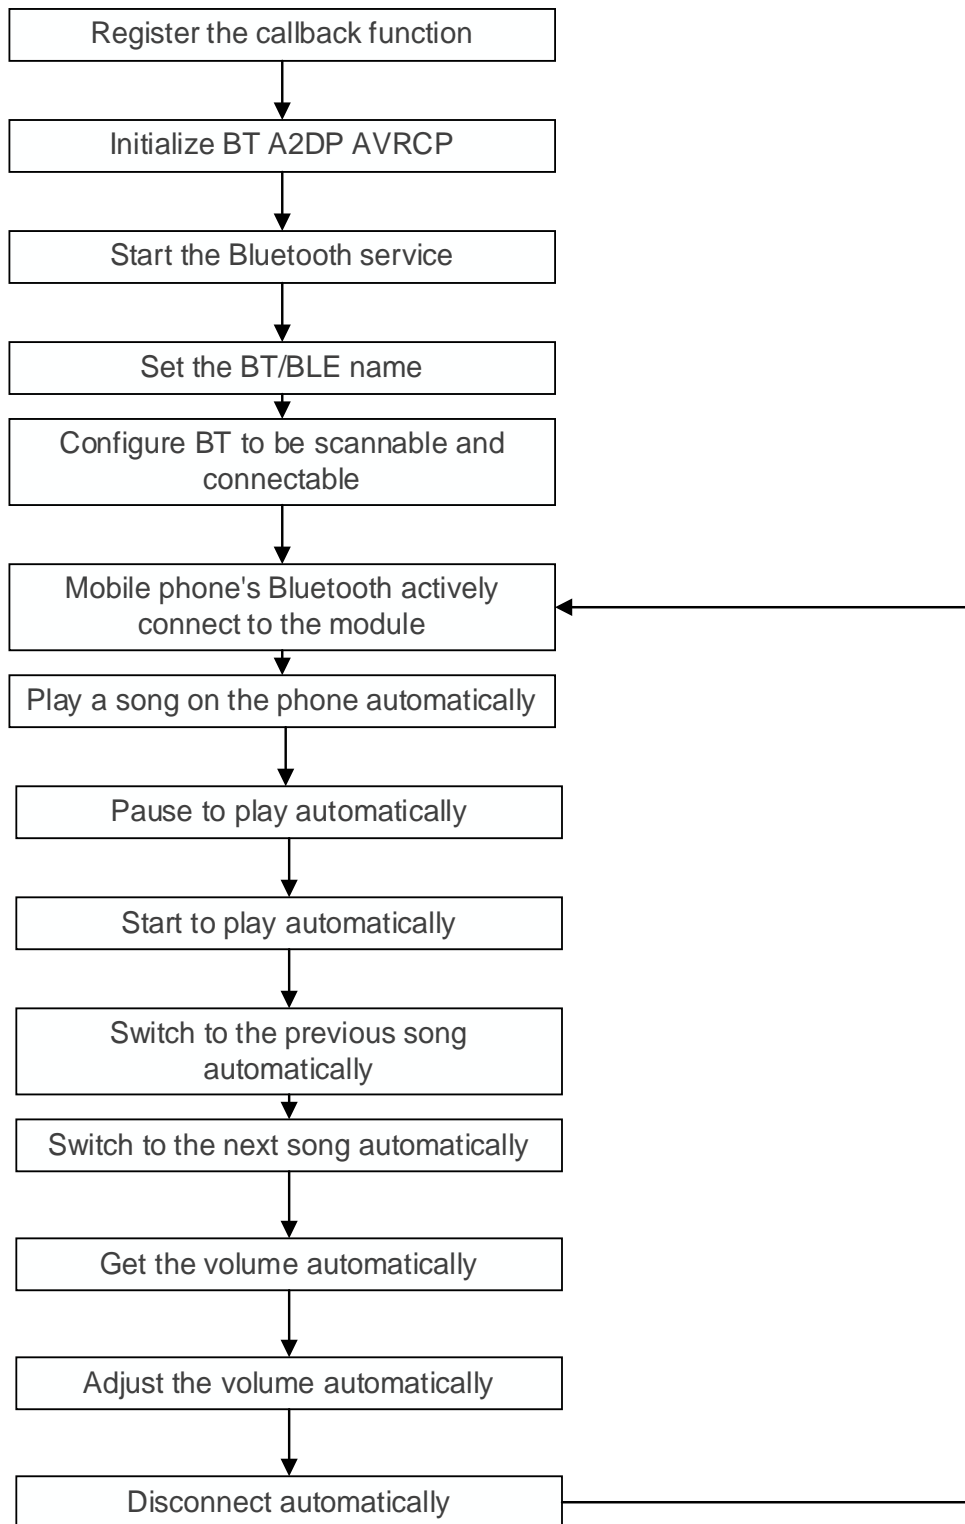 Register the callback function
Initialize BT A2DP AVRCP
Start the Bluetooth service
Set the BT/BLE name
Configure BT to be scannable and
connectable
Mobile phone's Bluetooth actively
connect to the module
Play a song on the phone automatically
Pause to play automatically
Start to play automatically
Switch to the previous song
automatically
Switch to the next song automatically
Get the volume automatically
Adjust the volume automatically
Disconnect automatically